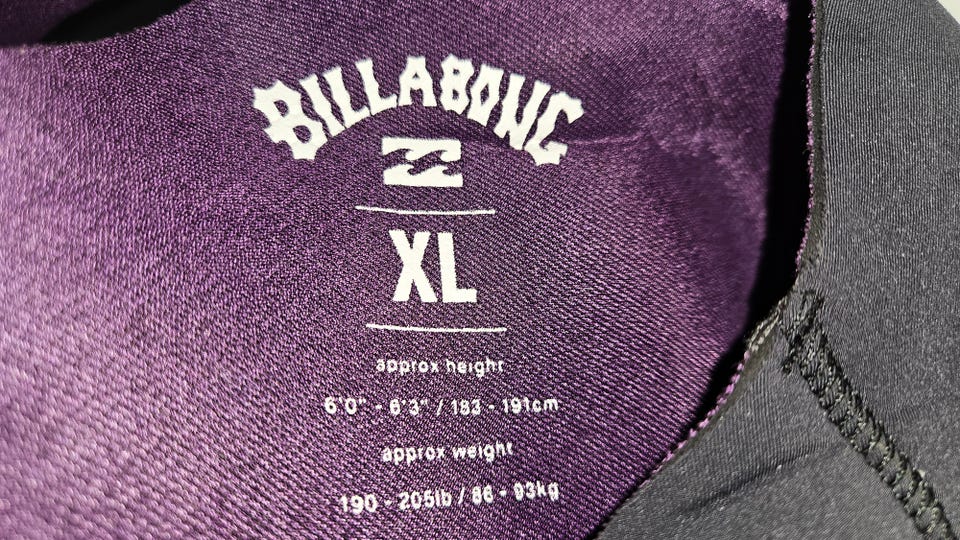 BILLABONG
XL
approx height
6'0" - 6'3" / 183 - 191cm
approx weight
190 - 205lb / 86 - 93kg